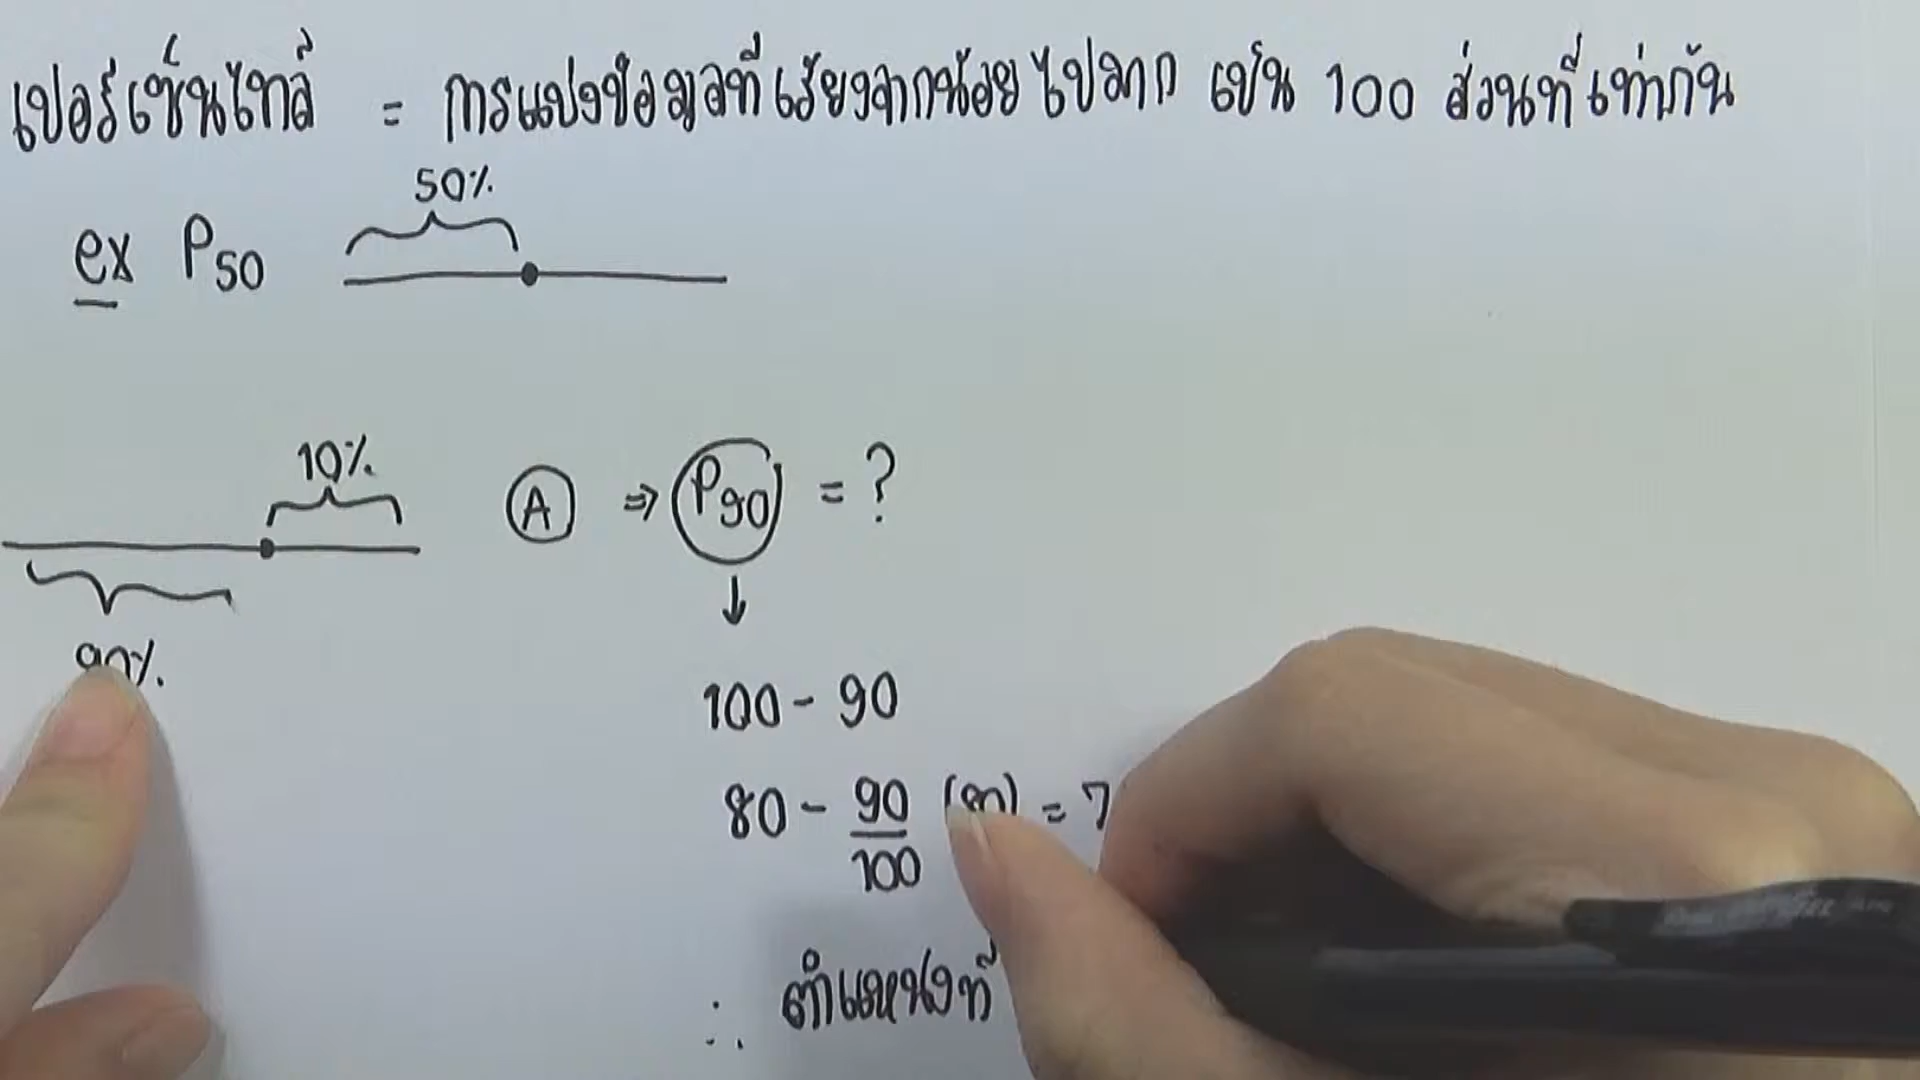 เปอร์เซ็นไทล์ = การแบ่งข้อมูลที่เรียงจากน้อยไปมาก เป็น 100 ส่วนที่เท่ากัน
50%
ex P50
10%
A ⇒ P90 = ?
↓
90%
100 - 90
80 - 90/100 (80) = 7
∴ ตำแหน่งที่